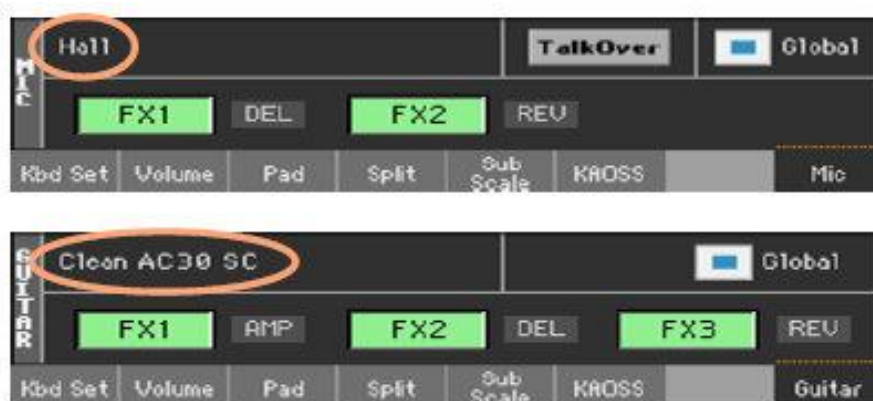 MIC
Hall TalkOver Global
FX1 DEL FX2 REV
Kbd Set Volume Pad Split Sub Scale KAOSS Mic
GUITAR
Clean AC30 SC Global
FX1 AMP FX2 DEL FX3 REV
Kbd Set Volume Pad Split Sub Scale KAOSS Guitar